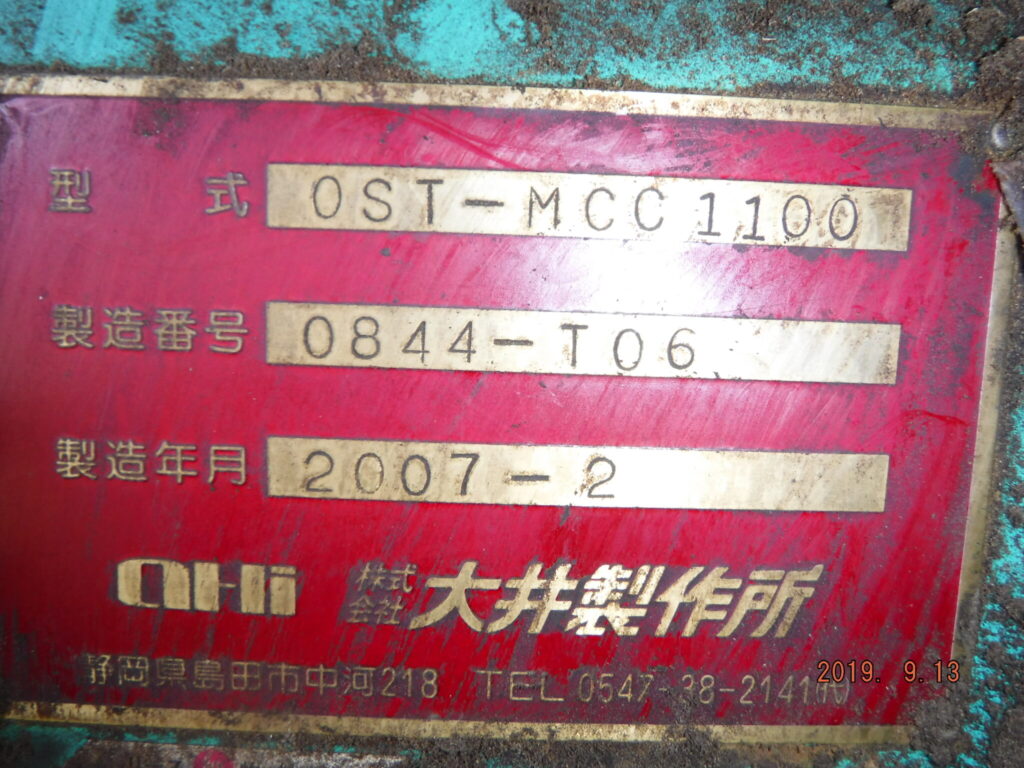 型式 OST-MCC1100
製造番号 0844-T06
製造年月 2007-2
OHi 株式会社 大井製作所
静岡県島田市中河218 TEL 0547-38-2141㈹
2019. 9.13